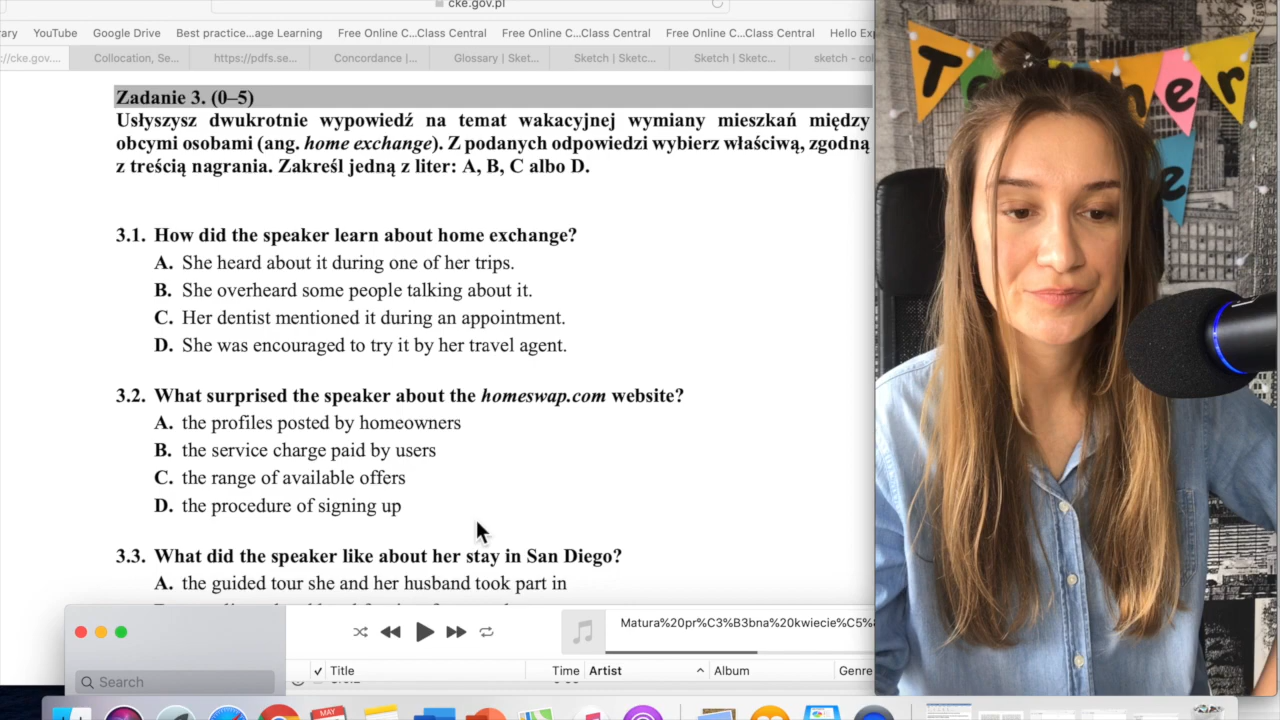 cke.gov.pl
rary YouTube Google Drive Best practice...age Learning Free Online C...Class Central Free Online C...Class Central Free Online C...Class Central Hello Exp
://cke.gov.... Collocation, Se... https://pdfs.se... Concordance |... Glossary | Sket... Sketch | Sketc... Sketch | Sketc... sketch - col
Zadanie 3. (0–5)
Usłyszysz dwukrotnie wypowiedź na temat wakacyjnej wymiany mieszkań między
obcymi osobami (ang. home exchange). Z podanych odpowiedzi wybierz właściwą, zgodną
z treścią nagrania. Zakreśl jedną z liter: A, B, C albo D.
3.1. How did the speaker learn about home exchange?
A. She heard about it during one of her trips.
B. She overheard some people talking about it.
C. Her dentist mentioned it during an appointment.
D. She was encouraged to try it by her travel agent.
3.2. What surprised the speaker about the homeswap.com website?
A. the profiles posted by homeowners
B. the service charge paid by users
C. the range of available offers
D. the procedure of signing up
3.3. What did the speaker like about her stay in San Diego?
A. the guided tour she and her husband took part in
Matura%20pr%C3%B3bna%20kwiecie%C5%
Search
✓ Title Time Artist Album Genre
MAY